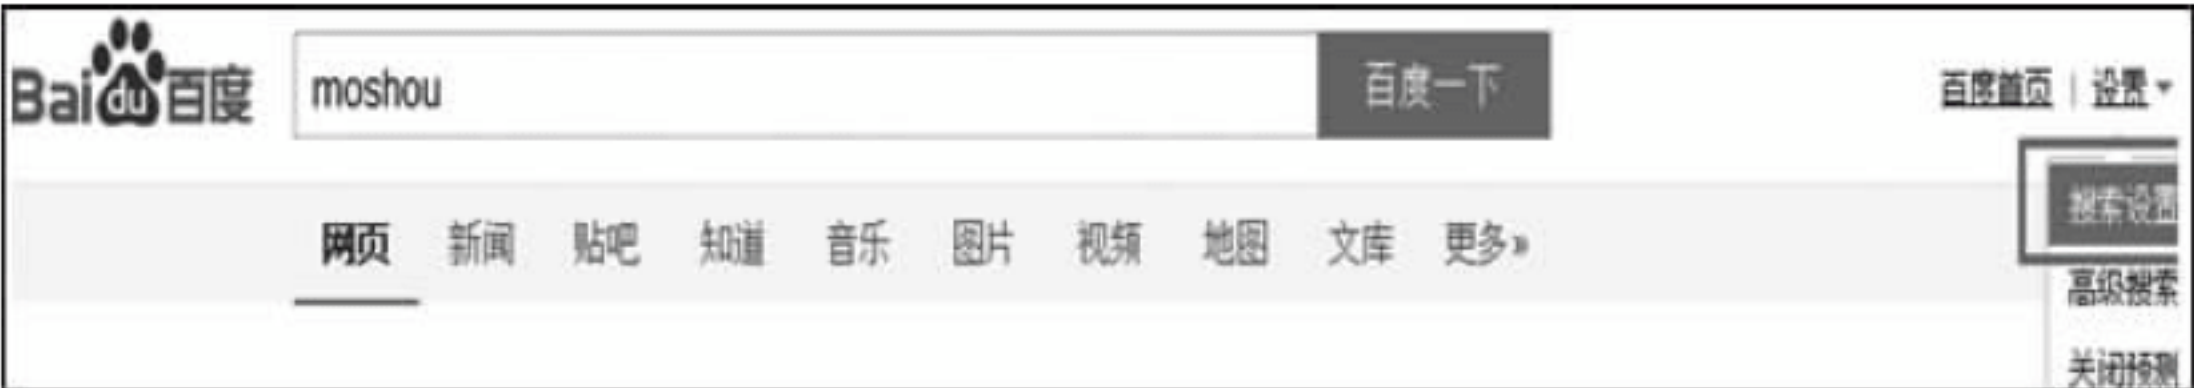 Bai du 百度 moshou 百度一下 百度首页 | 设置
搜索设置
网页 新闻 贴吧 知道 音乐 图片 视频 地图 文库 更多»
高级搜索
关闭预测